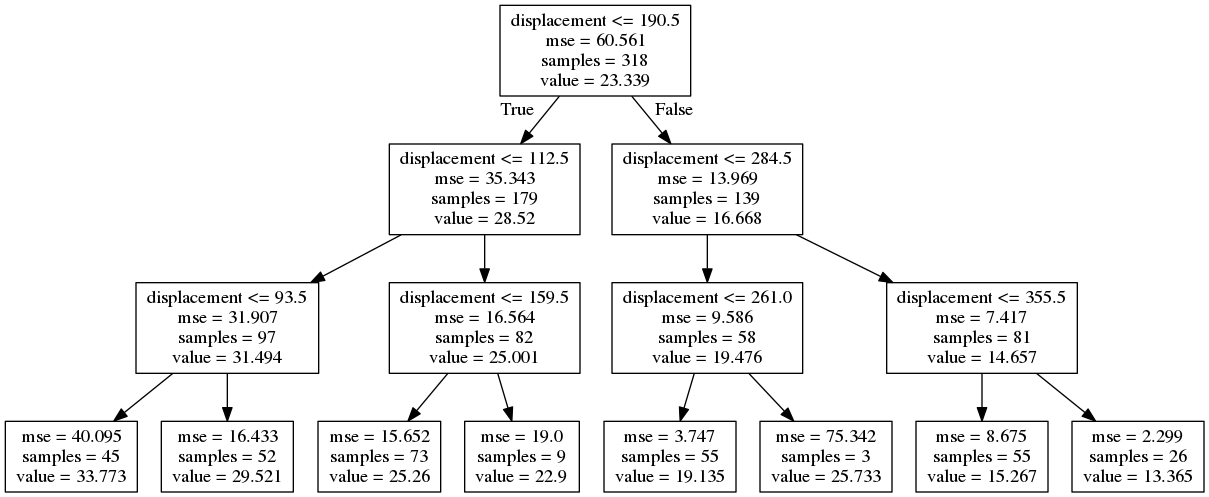 displacement <= 190.5
mse = 60.561
samples = 318
value = 23.339
True
False
displacement <= 112.5
mse = 35.343
samples = 179
value = 28.52
displacement <= 284.5
mse = 13.969
samples = 139
value = 16.668
displacement <= 93.5
mse = 31.907
samples = 97
value = 31.494
displacement <= 159.5
mse = 16.564
samples = 82
value = 25.001
displacement <= 261.0
mse = 9.586
samples = 58
value = 19.476
displacement <= 355.5
mse = 7.417
samples = 81
value = 14.657
mse = 40.095
samples = 45
value = 33.773
mse = 16.433
samples = 52
value = 29.521
mse = 15.652
samples = 73
value = 25.26
mse = 19.0
samples = 9
value = 22.9
mse = 3.747
samples = 55
value = 19.135
mse = 75.342
samples = 3
value = 25.733
mse = 8.675
samples = 55
value = 15.267
mse = 2.299
samples = 26
value = 13.365